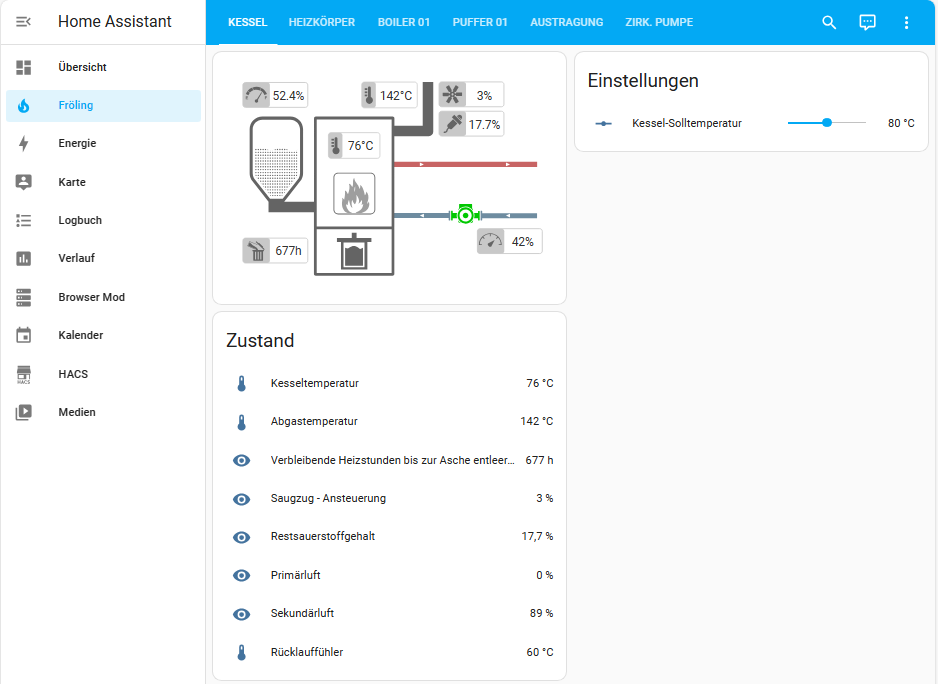 Home Assistant
KESSEL HEIZKÖRPER BOILER 01 PUFFER 01 AUSTRAGUNG ZIRK. PUMPE
Übersicht
Fröling
Energie
Karte
Logbuch
Verlauf
Browser Mod
Kalender
HACS
HACS
Medien
52.4%
142°C
3%
17.7%
76°C
42%
677h
Zustand
Kesseltemperatur 76 °C
Abgastemperatur 142 °C
Verbleibende Heizstunden bis zur Asche entleer... 677 h
Saugzug - Ansteuerung 3 %
Restsauerstoffgehalt 17,7 %
Primärluft 0 %
Sekundärluft 89 %
Rücklauffühler 60 °C
Einstellungen
Kessel-Solltemperatur 80 °C